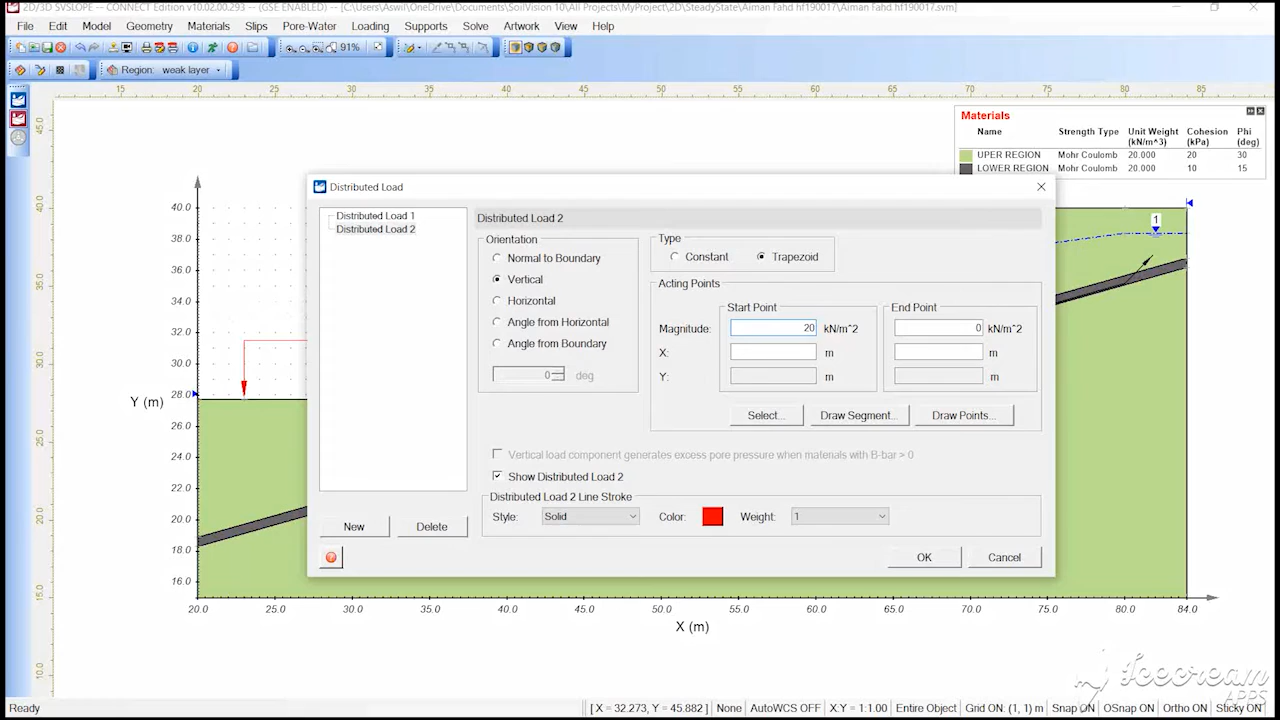 2D/3D SVSLOPE - CONNECT Edition v10.02.00.293 - (GSE ENABLED) - [C:\Users\Aswil\OneDrive\Documents\SoilVision 10\All Projects\MyProject\2D\SteadyState\Aiman Fahd hf190017\Aiman Fahd hf190017.svm]
File Edit Model Geometry Materials Slips Pore-Water Loading Supports Solve Artwork View Help
91%
Region: weak layer
15 20 25 30 35 40 45 50 55 60 65 70 75 80 85
45.0
40.0
35.0
30.0
25.0
20.0
15.0
10.0
Materials
Name Strength Type Unit Weight (kN/m^3) Cohesion (kPa) Phi (deg)
UPER REGION Mohr Coulomb 20.000 20 30
LOWER REGION Mohr Coulomb 20.000 10 15
1
40.0
38.0
36.0
34.0
32.0
30.0
28.0
26.0
24.0
22.0
20.0
18.0
16.0
Y (m)
20.0 25.0 30.0 35.0 40.0 45.0 50.0 55.0 60.0 65.0 70.0 75.0 80.0 84.0
X (m)
Distributed Load
Distributed Load 1
Distributed Load 2
New Delete
Distributed Load 2
Orientation
Normal to Boundary
Vertical
Horizontal
Angle from Horizontal
Angle from Boundary
0 deg
Type
Constant Trapezoid
Acting Points
Start Point End Point
Magnitude: 20 kN/m^2 0 kN/m^2
X: m m
Y: m m
Select... Draw Segment... Draw Points...
Vertical load component generates excess pore pressure when materials with B-bar > 0
Show Distributed Load 2
Distributed Load 2 Line Stroke
Style: Solid Color: Weight: 1
OK Cancel
Icecream
APPS
Ready [ X = 32.273, Y = 45.882 ] None AutoWCS OFF X:Y = 1:1.00 Entire Object Grid ON: (1, 1) m Snap ON OSnap ON Ortho ON Sticky ON